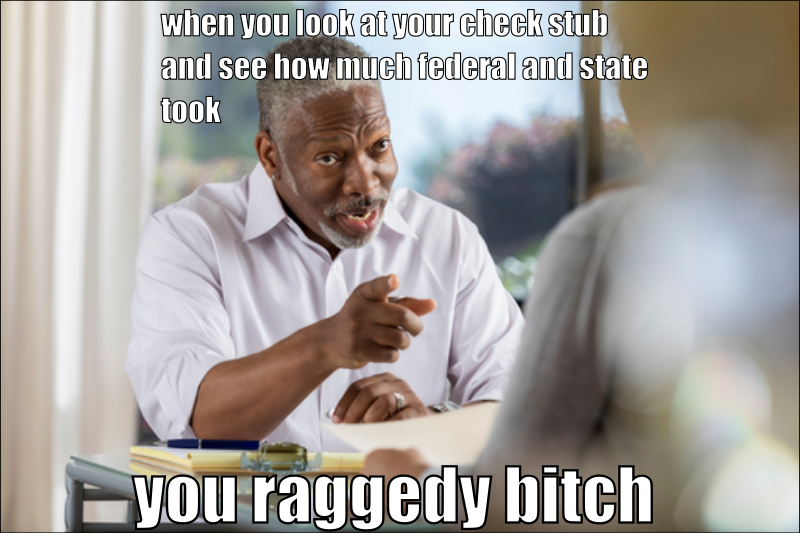 when you look at your check stub
and see how much federal and state
took
you raggedy bitch